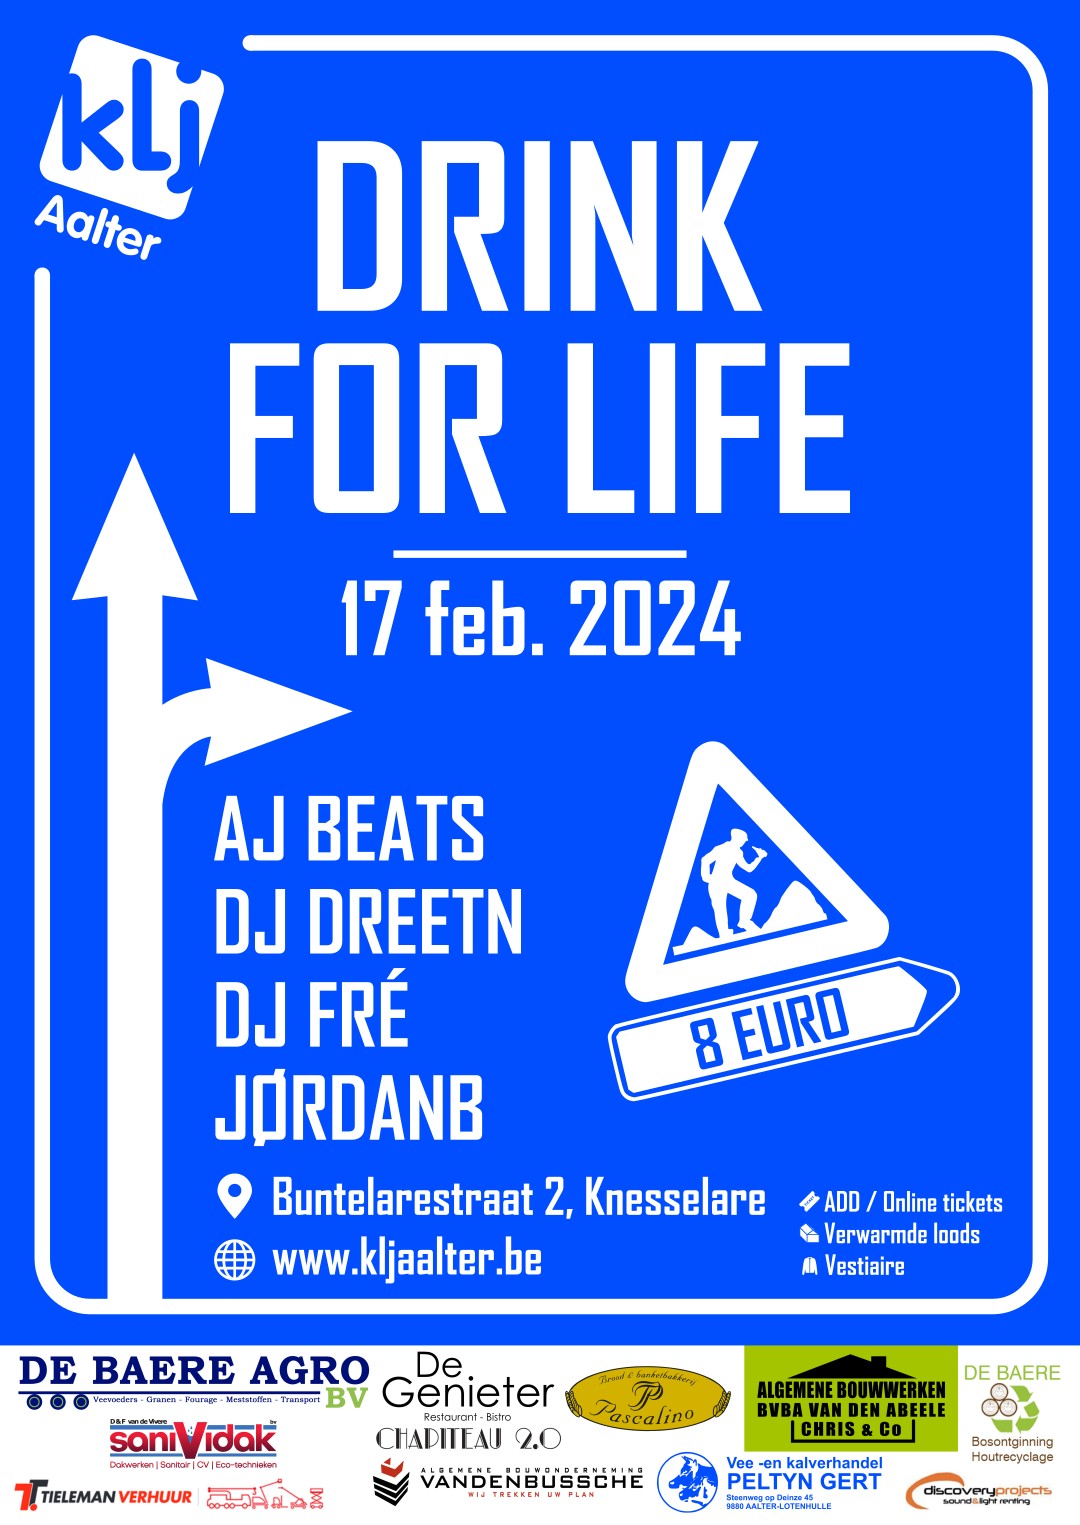 klj
Aalter
DRINK
FOR LIFE
17 feb. 2024
AJ BEATS
DJ DREETN
DJ FRÉ
JØRDANB
8 EURO
Buntelarestraat 2, Knesselare
www.kljaalter.be
ADD / Online tickets
Verwarmde loods
Vestiaire
DE BAERE AGRO
Veevoeders - Granen - Fourage - Meststoffen - Transport
BV
De
Genieter
Restaurant - Bistro
CHAPITEAU 2.0
Brood & banketbakkerij
P
Pascalino
ALGEMENE BOUWWERKEN
BVBA VAN DEN ABEELE
CHRIS & Co
DE BAERE
Bosontginning
Houtrecyclage
D&F van de Vivere bv
saniVidak
Dakwerken | Sanitair | CV | Eco-technieken
TT TIELEMAN VERHUUR
ALGEMENE BOUWONDERNEMING
VANDENBUSSCHE
WIJ TREKKEN UW PLAN
Vee -en kalverhandel
PELTYN GERT
Steenweg op Deinze 45
9880 AALTER-LOTENHULLE
discoveryprojects
sound&light renting